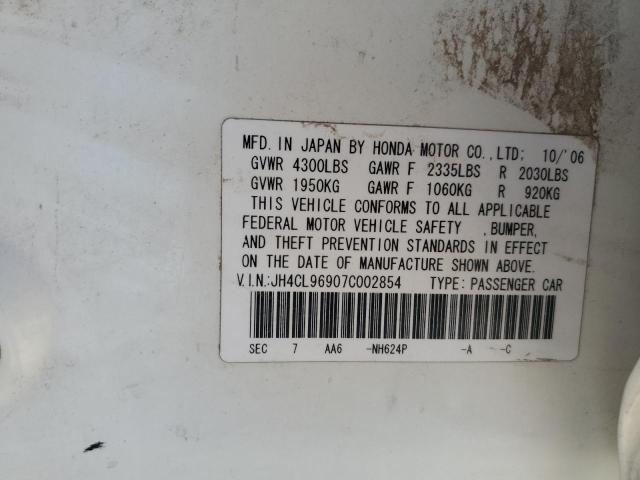 MFD. IN JAPAN BY HONDA MOTOR CO.,LTD; 10/'06
GVWR 4300LBS GAWR F 2335LBS R 2030LBS
GVWR 1950KG GAWR F 1060KG R 920KG
THIS VEHICLE CONFORMS TO ALL APPLICABLE
FEDERAL MOTOR VEHICLE SAFETY ,BUMPER,
AND THEFT PREVENTION STANDARDS IN EFFECT
ON THE DATE OF MANUFACTURE SHOWN ABOVE.
V.I.N.:JH4CL96907C002854 TYPE: PASSENGER CAR
SEC 7 AA6 -NH624P -A -C